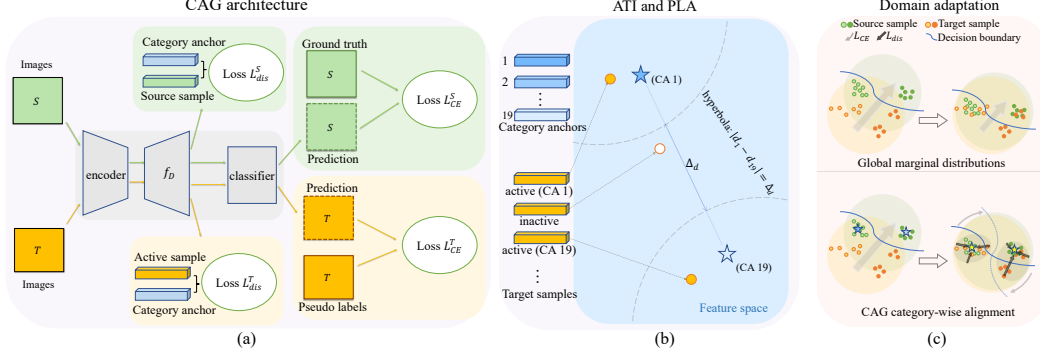 CAG architecture
Images
S
T
Images
encoder
f_D
classifier
Category anchor
Source sample
Loss L^S_dis
Ground truth
S
S
Prediction
Loss L^S_CE
Active sample
Category anchor
Loss L^T_dis
Prediction
T
T
Pseudo labels
Loss L^T_CE
(a)
ATI and PLA
1
2
⋮
19
Category anchors
active (CA 1)
inactive
active (CA 19)
⋮
Target samples
(CA 1)
Δ_d
hyperbola: |d_1 − d_19| = Δ_d
(CA 19)
Feature space
(b)
Domain adaptation
Source sample
Target sample
L_CE
L_dis
Decision boundary
Global marginal distributions
CAG category-wise alignment
(c)